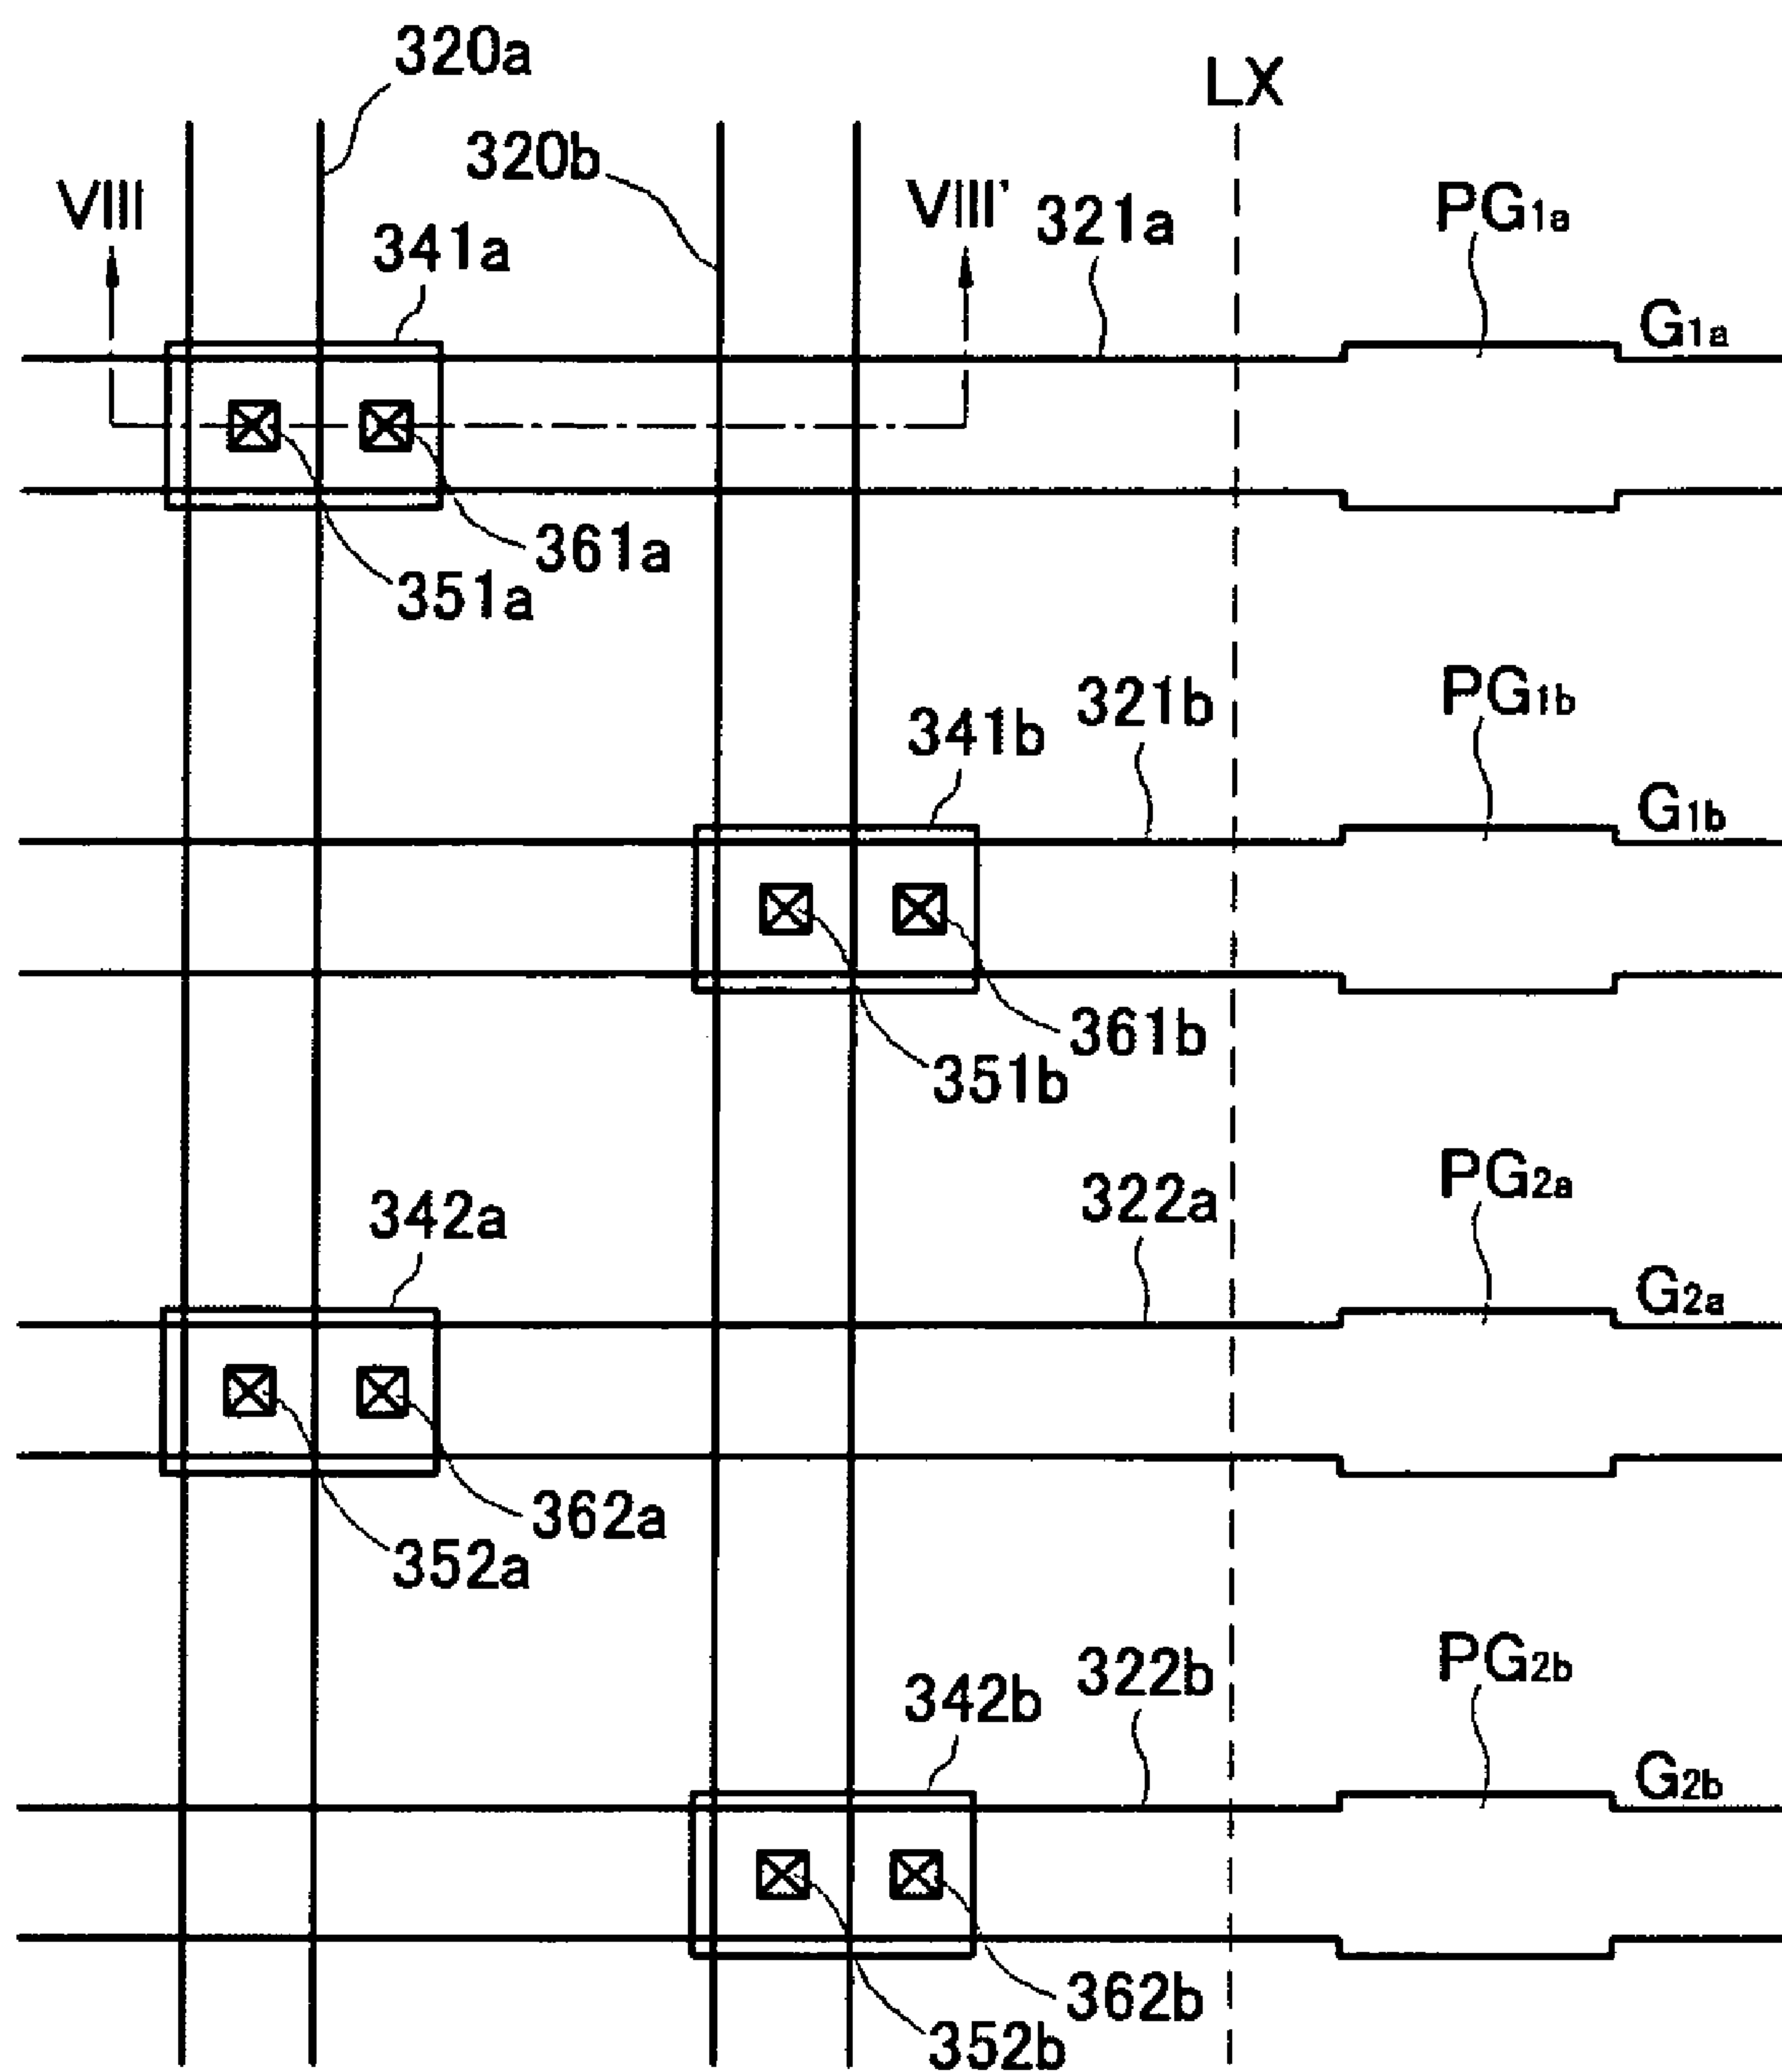 320a
LX
320b
VIII
VIII'
321a
PG1a
341a
G1a
361a
351a
321b
PG1b
341b
G1b
361b
351b
322a
PG2a
342a
G2a
362a
352a
322b
PG2b
342b
G2b
362b
352b